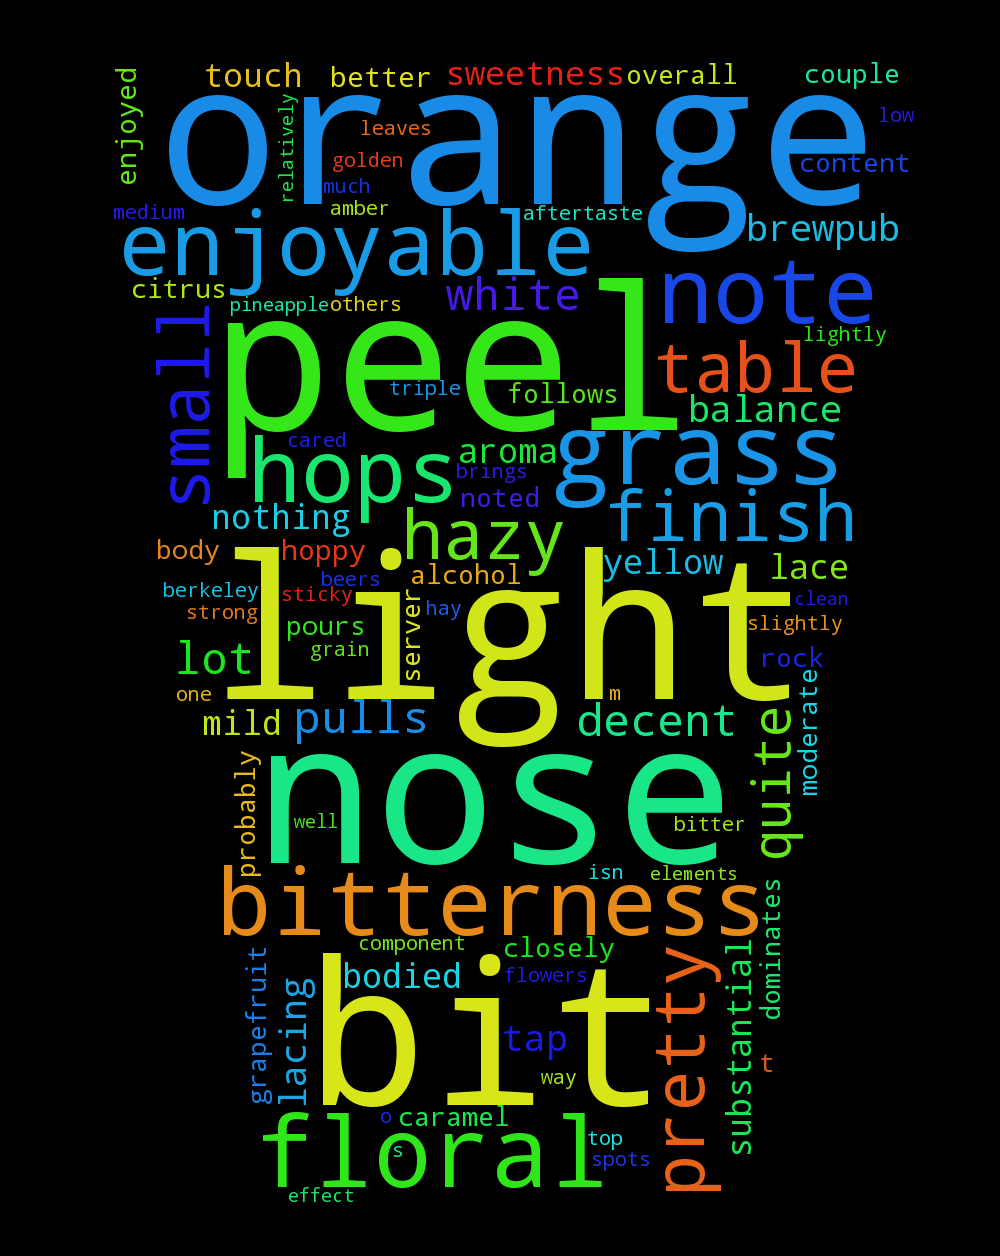 enjoyed
touch
better
sweetness
overall
couple
orange
relatively
leaves
low
golden
content
much
amber
medium
aftertaste
enjoyable
brewpub
citrus
white
note
pineapple
others
small
peel
lightly
table
triple
follows
balance
cared
hops
aroma
grass
brings
noted
nothing
hazy
finish
body
hoppy
yellow
lace
light
berkeley
beers
alcohol
sticky
server
hay
clean
strong
pours
slightly
grain
lot
rock
one
m
moderate
mild
pulls
decent
quite
probably
nose
well
bitter
isn
elements
bitterness
dominates
component
closely
pretty
substantial
grapefruit
lacing
bodied
flowers
bit
tap
t
way
o
caramel
floral
s
top
spots
effect